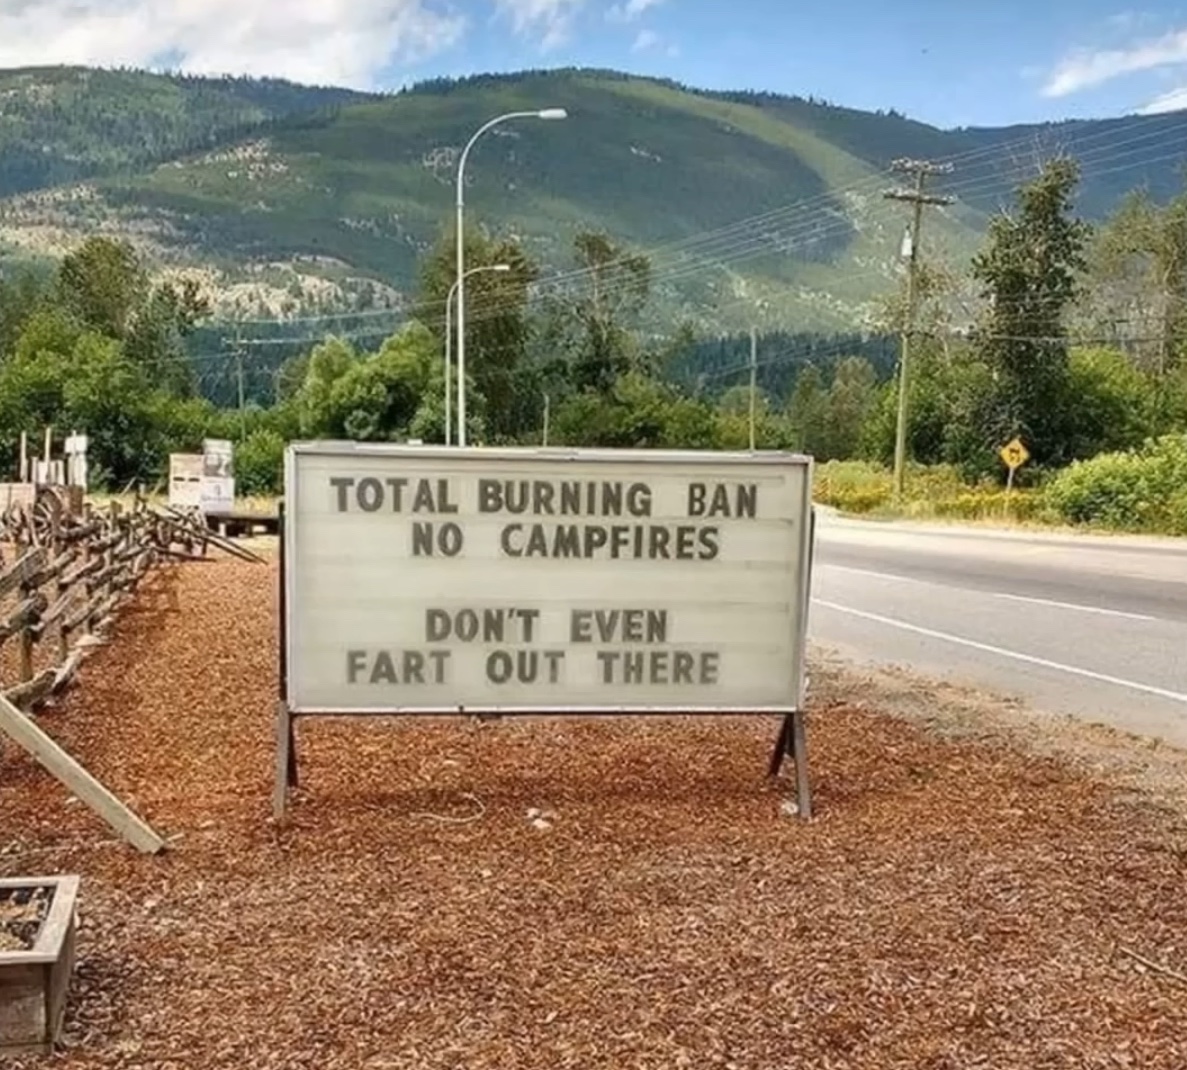 TOTAL BURNING BAN
NO CAMPFIRES
DON'T EVEN
FART OUT THERE